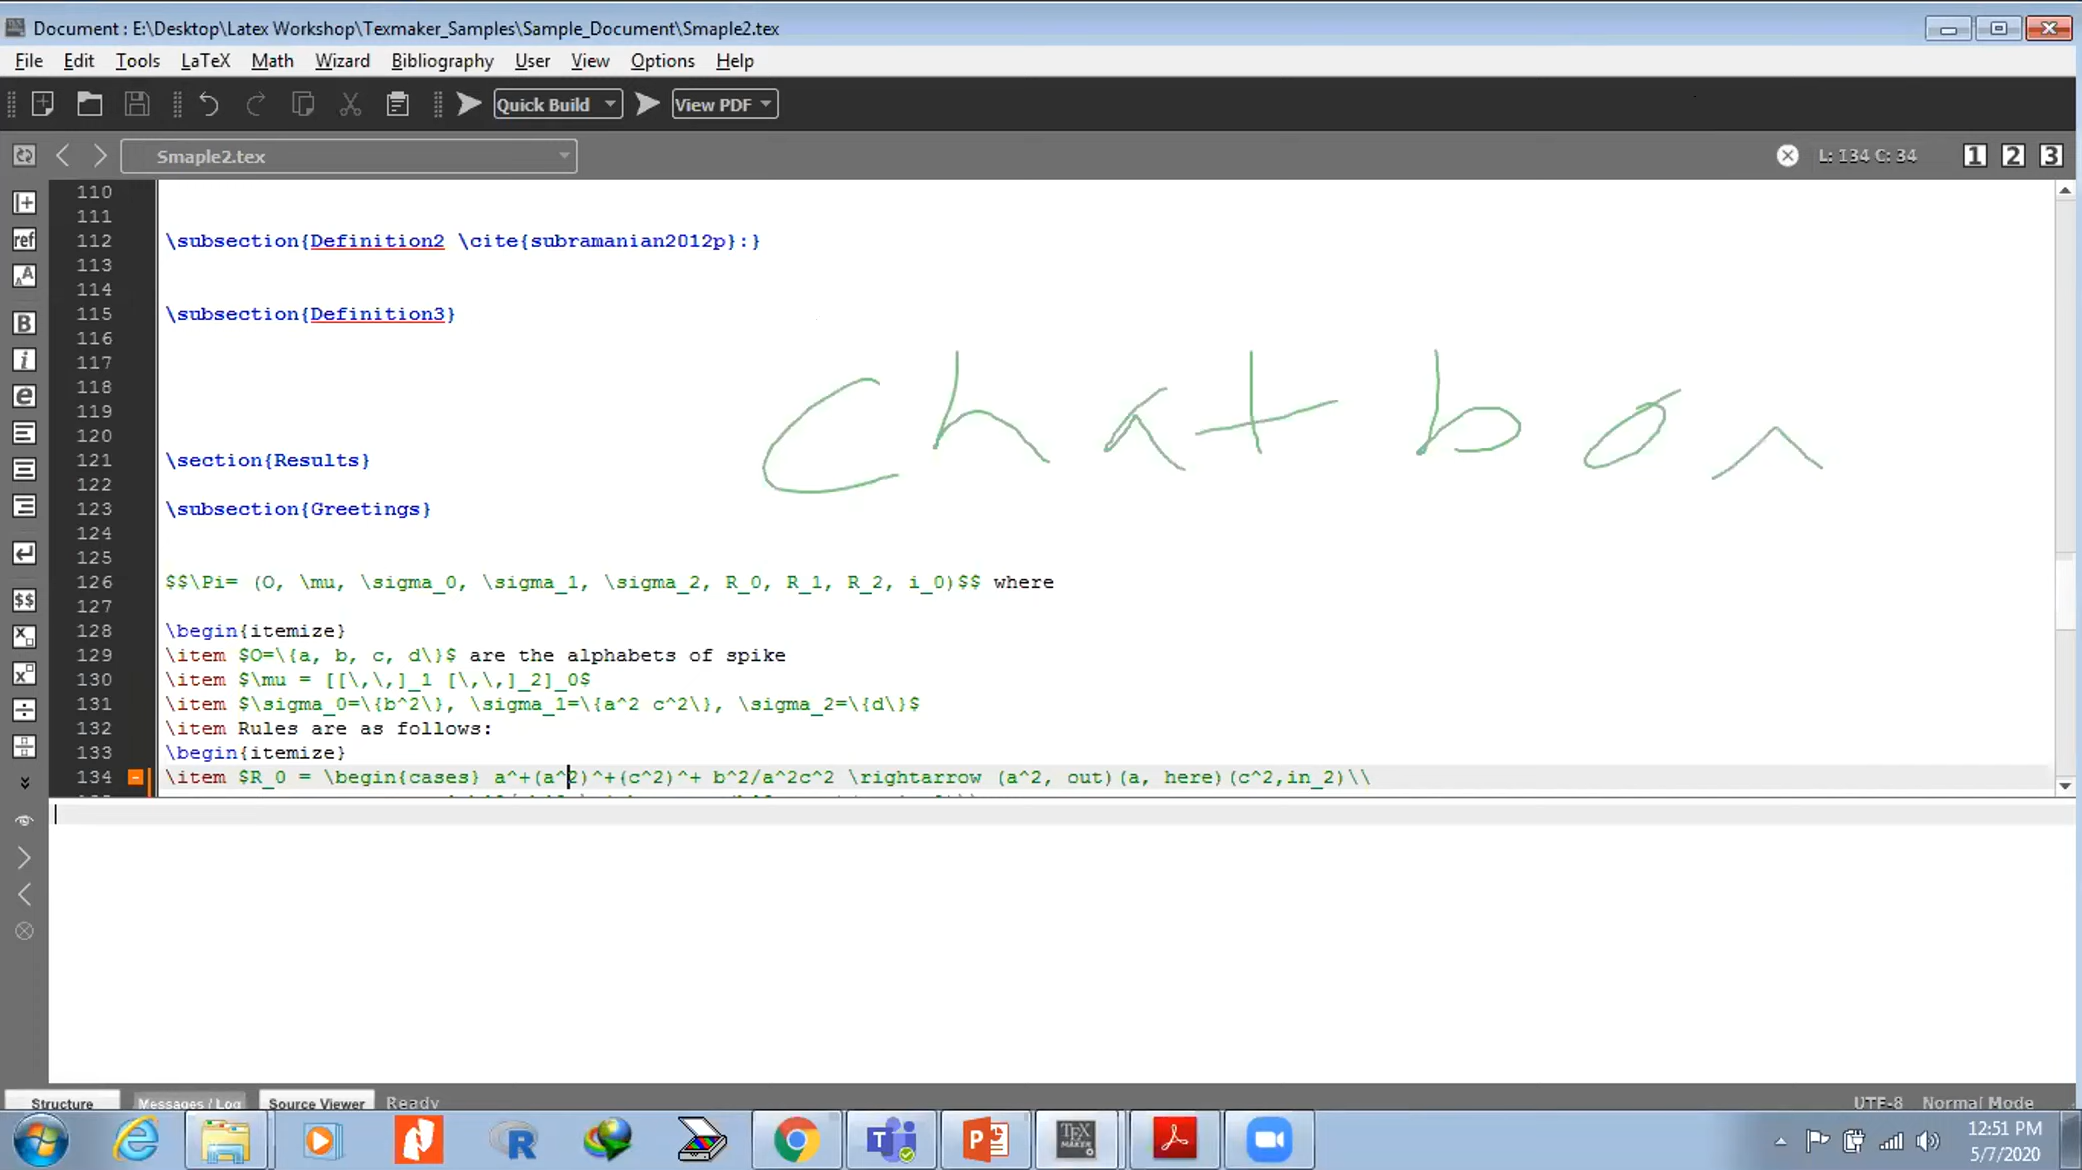 Document : E:\Desktop\Latex Workshop\Texmaker_Samples\Sample_Document\Smaple2.tex
File Edit Tools LaTeX Math Wizard Bibliography User View Options Help
Quick Build View PDF
Smaple2.tex L: 134 C: 34 1 2 3
110
111
112 \subsection{Definition2 \cite{subramanian2012p}:}
113
114
115 \subsection{Definition3}
116
117
118
119
120
Chat bo
121 \section{Results}
122
123 \subsection{Greetings}
124
125
126 $$\Pi= (O, \mu, \sigma_0, \sigma_1, \sigma_2, R_0, R_1, R_2, i_0)$$ where
127
128 \begin{itemize}
129 \item $O=\{a, b, c, d\}$ are the alphabets of spike
130 \item $\mu = [[\,\,]_1 [\,\,]_2]_0$
131 \item $\sigma_0=\{b^2\}, \sigma_1=\{a^2 c^2\}, \sigma_2=\{d\}$
132 \item Rules are as follows:
133 \begin{itemize}
134 \item $R_0 = \begin{cases} a^+(a^2)^+(c^2)^+ b^2/a^2c^2 \rightarrow (a^2, out)(a, here)(c^2,in_2)\\
Structure Messages / Log Source Viewer Ready UTF-8 Normal Mode
12:51 PM
5/7/2020